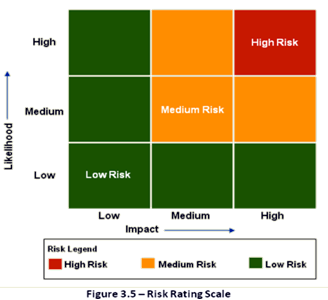 High
High Risk
Medium
Medium Risk
Low
Low Risk
Likelihood
Low Medium High
Impact
Risk Legend
High Risk Medium Risk Low Risk
Figure 3.5 – Risk Rating Scale